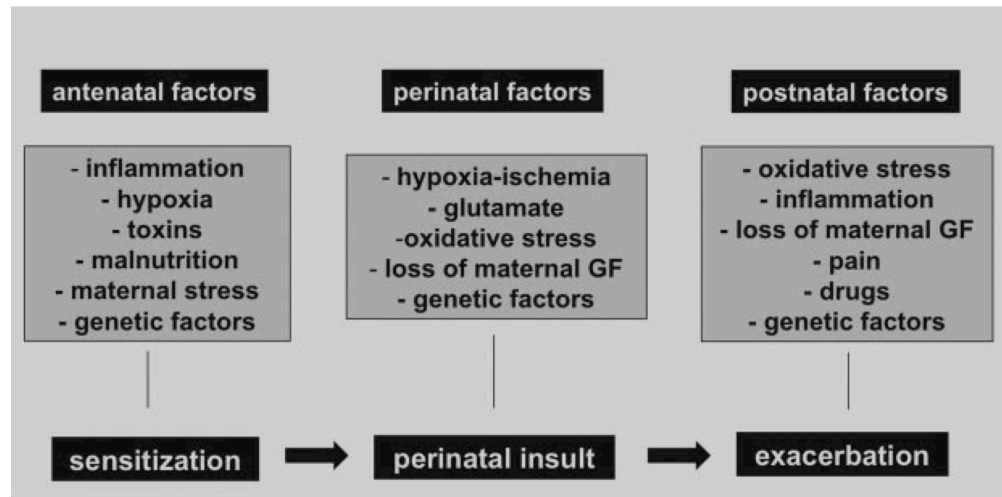 antenatal factors
- inflammation
- hypoxia
- toxins
- malnutrition
- maternal stress
- genetic factors
sensitization
perinatal factors
- hypoxia-ischemia
- glutamate
-oxidative stress
- loss of maternal GF
- genetic factors
perinatal insult
postnatal factors
- oxidative stress
- inflammation
- loss of maternal GF
- pain
- drugs
- genetic factors
exacerbation